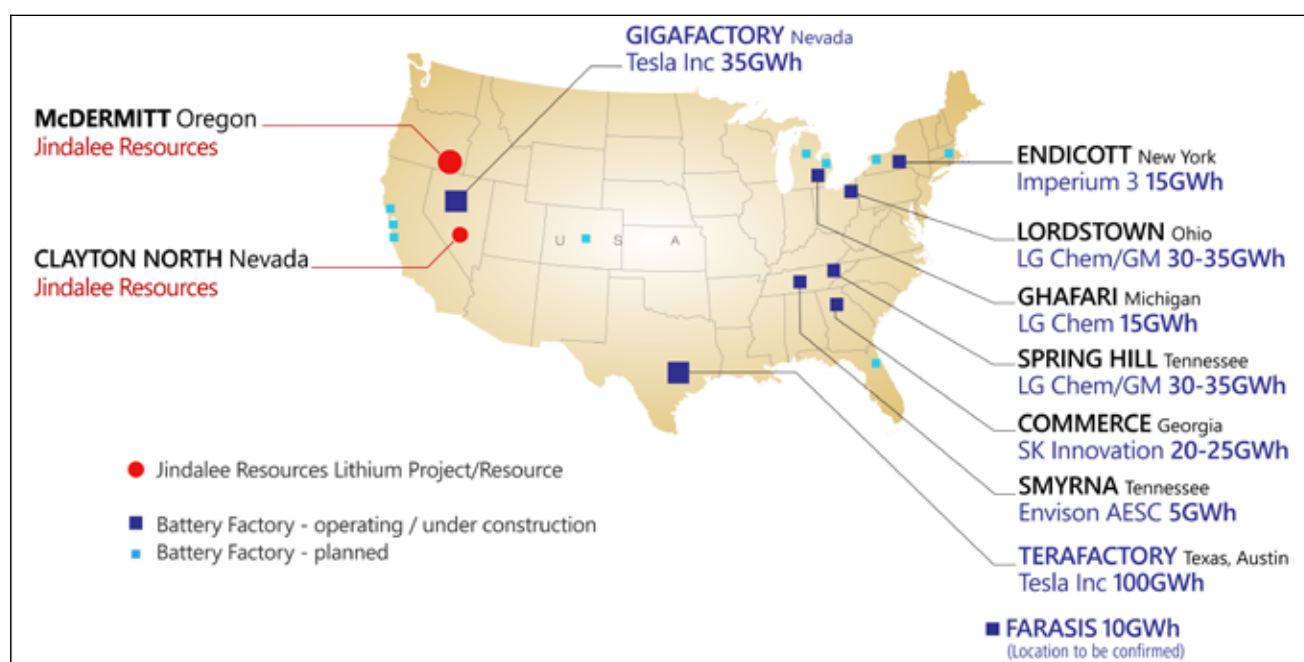 GIGAFACTORY Nevada
Tesla Inc 35GWh
McDERMITT Oregon
Jindalee Resources
CLAYTON NORTH Nevada
Jindalee Resources
U S A
ENDICOTT New York
Imperium 3 15GWh
LORDSTOWN Ohio
LG Chem/GM 30-35GWh
GHAFARI Michigan
LG Chem 15GWh
SPRING HILL Tennessee
LG Chem/GM 30-35GWh
COMMERCE Georgia
SK Innovation 20-25GWh
SMYRNA Tennessee
Envison AESC 5GWh
TERAFACTORY Texas, Austin
Tesla Inc 100GWh
FARASIS 10GWh
(Location to be confirmed)
Jindalee Resources Lithium Project/Resource
Battery Factory - operating / under construction
Battery Factory - planned